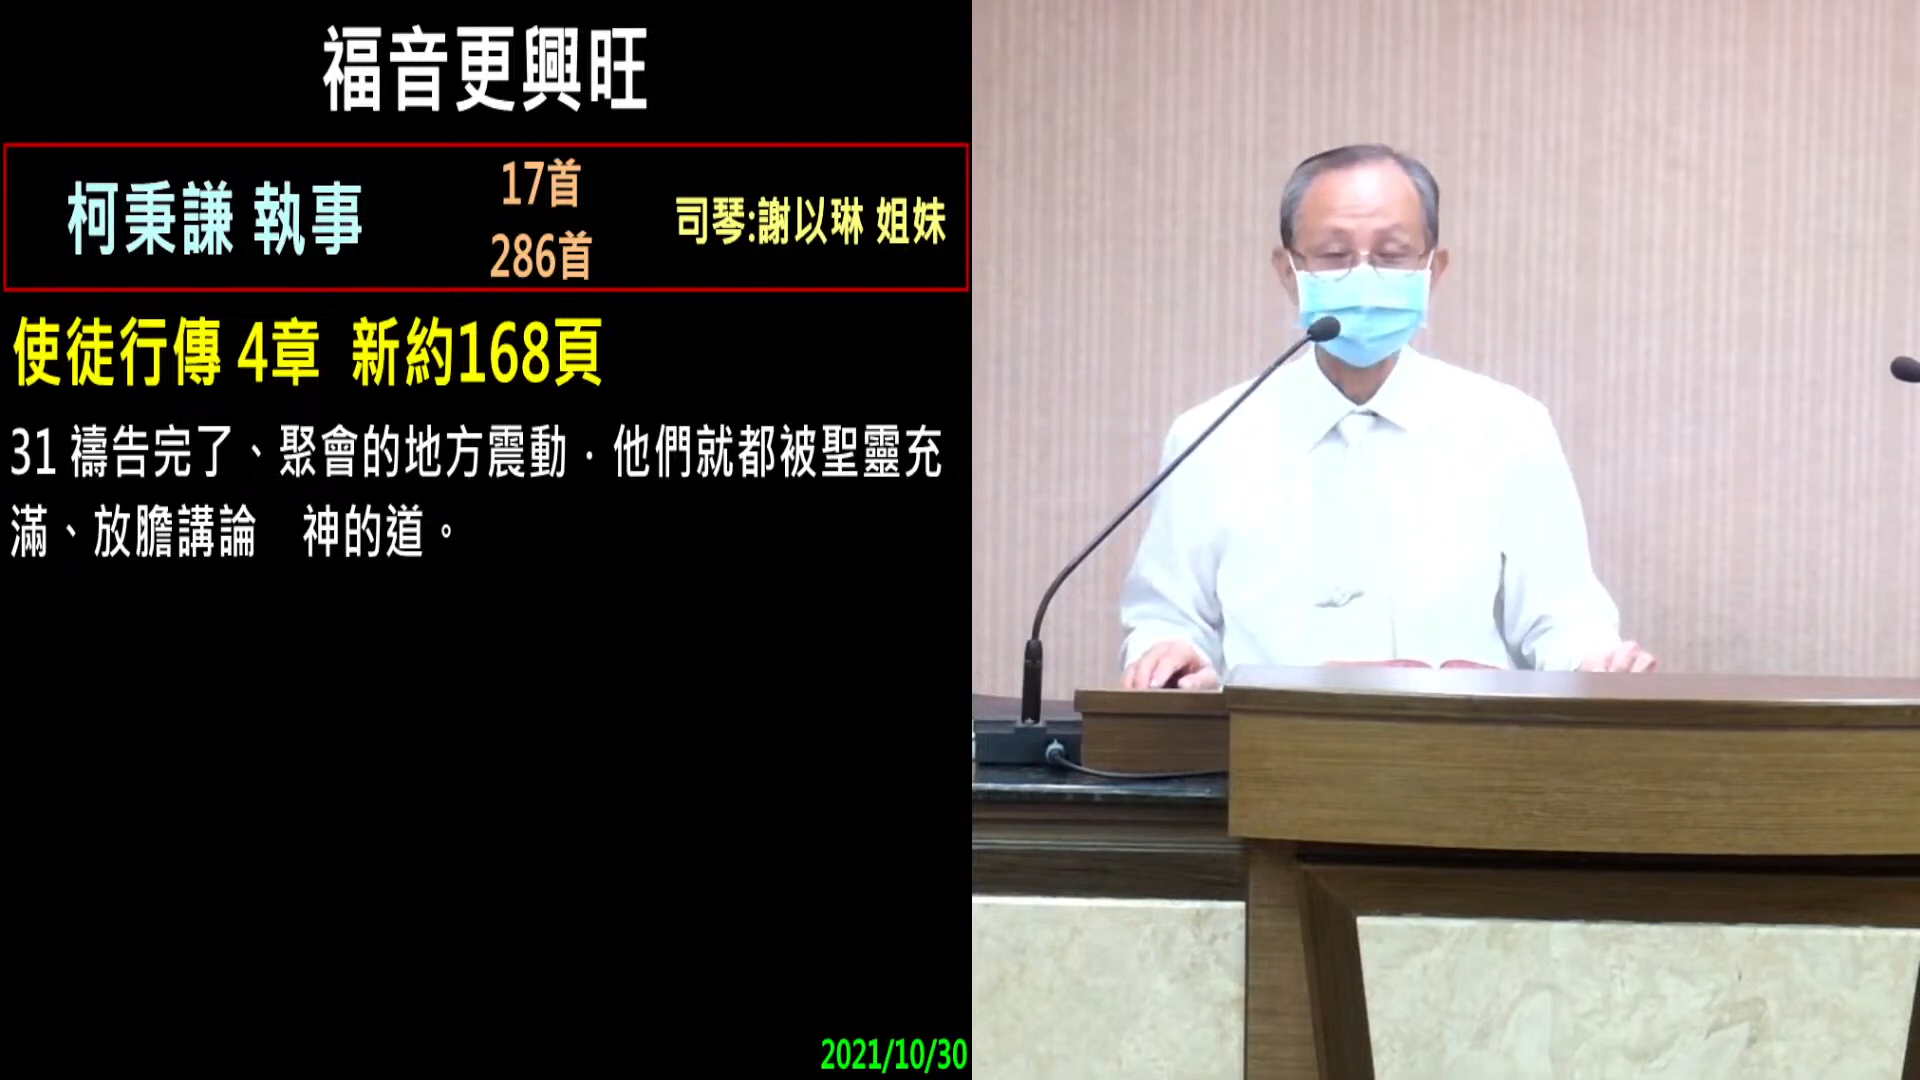 福音更興旺
柯秉謙 執事
17首
286首
司琴:謝以琳 姐妹
使徒行傳 4章 新約168頁
31 禱告完了、聚會的地方震動．他們就都被聖靈充
滿、放膽講論　神的道。
2021/10/30